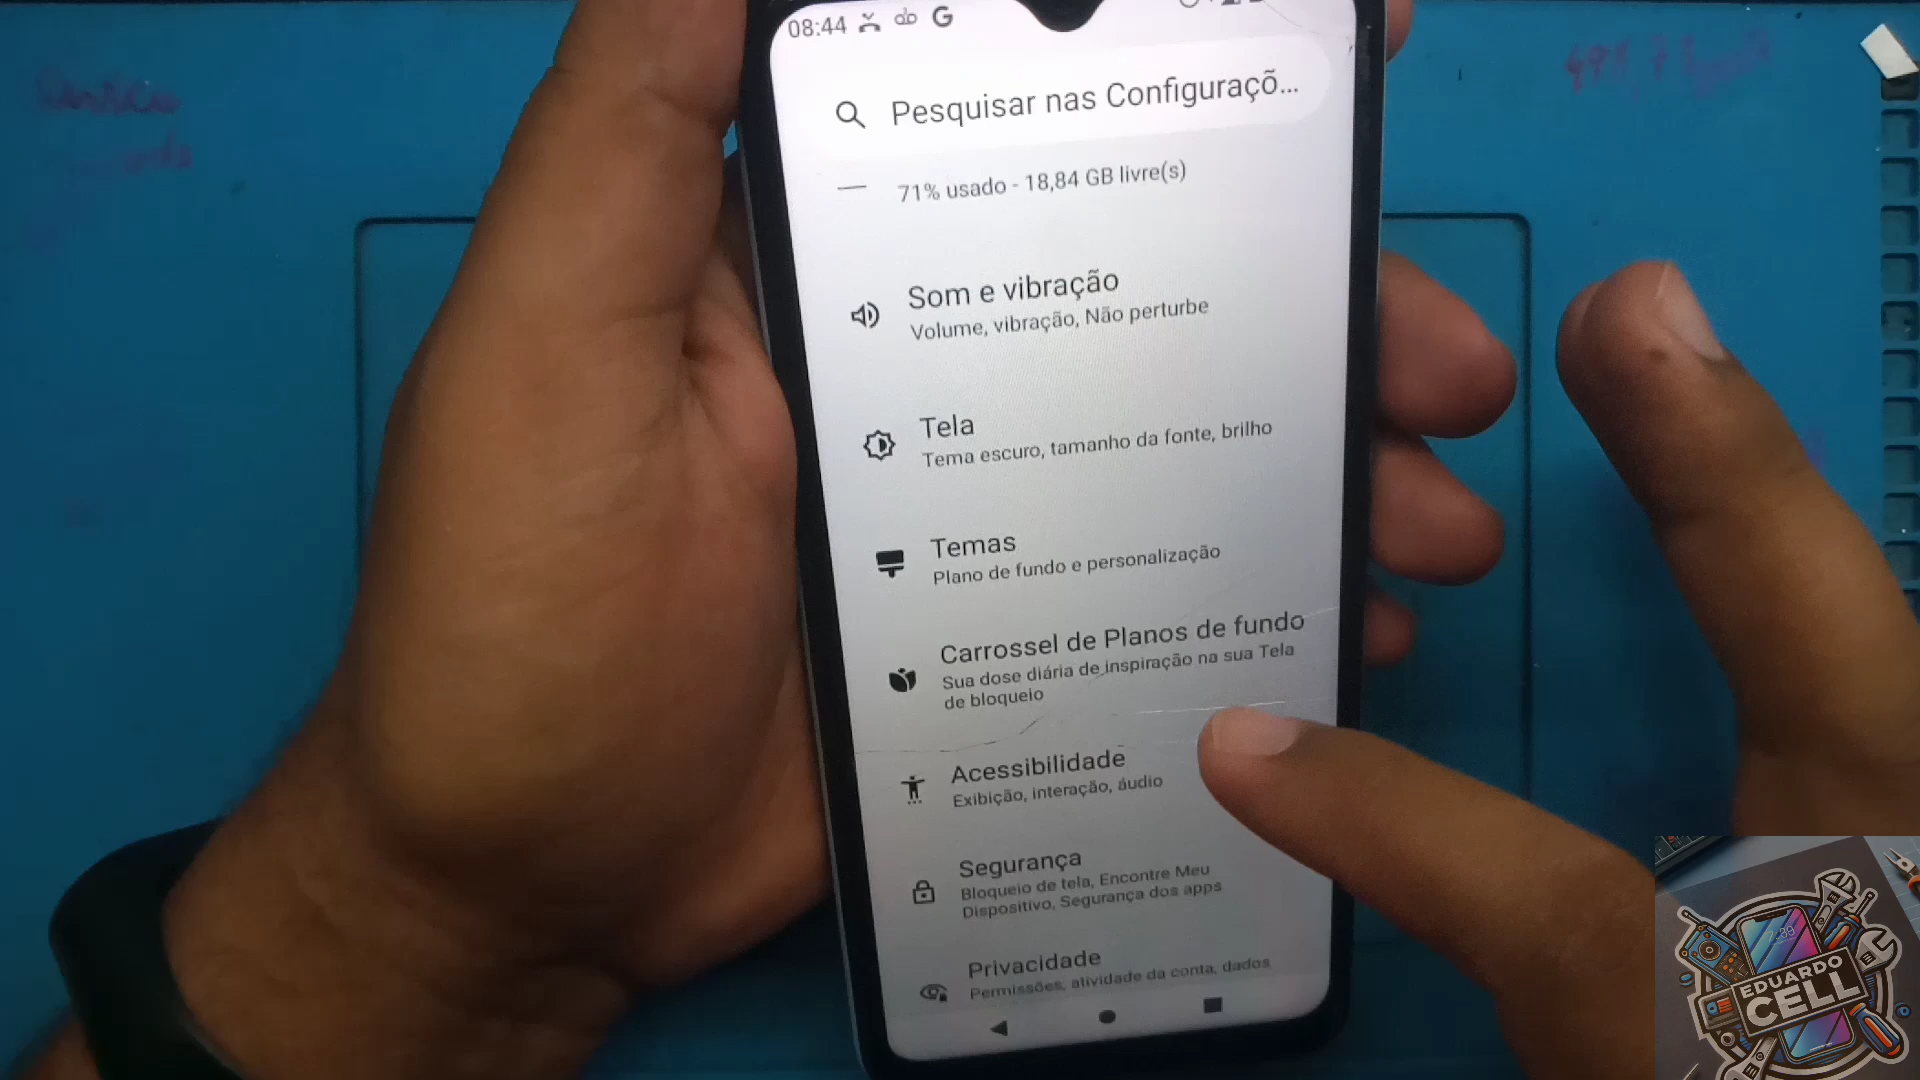 08:44
Pesquisar nas Configuraçõ...
71% usado - 18,84 GB livre(s)
Som e vibração
Volume, vibração, Não perturbe
Tela
Tema escuro, tamanho da fonte, brilho
Temas
Plano de fundo e personalização
Carrossel de Planos de fundo
Sua dose diária de inspiração na sua Tela
de bloqueio
Acessibilidade
Exibição, interação, áudio
Segurança
Bloqueio de tela, Encontre Meu
Dispositivo, Segurança dos apps
Privacidade
Permissões, atividade da conta, dados
EDUARDO
CELL